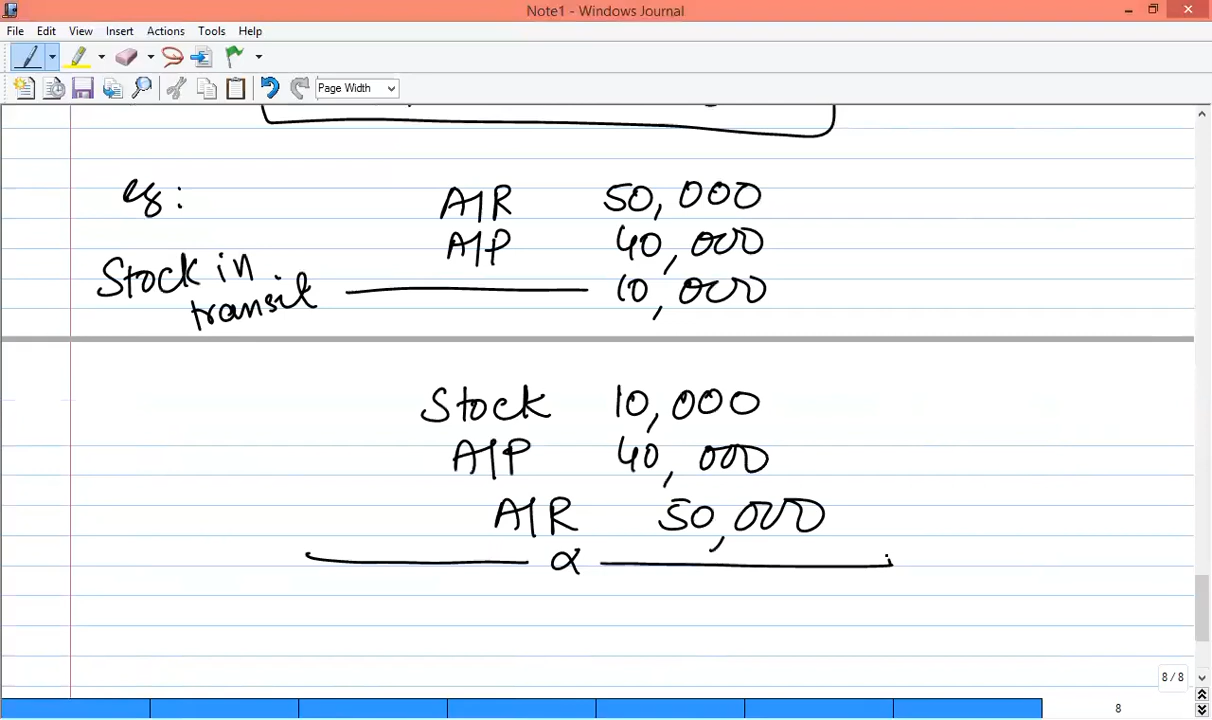 Note1 - Windows Journal
File Edit View Insert Actions Tools Help
Page Width
eg: A/R 50,000
A/P 40,000
Stock in transit 10,000
Stock 10,000
A/P 40,000
A/R 50,000
8 / 8
8